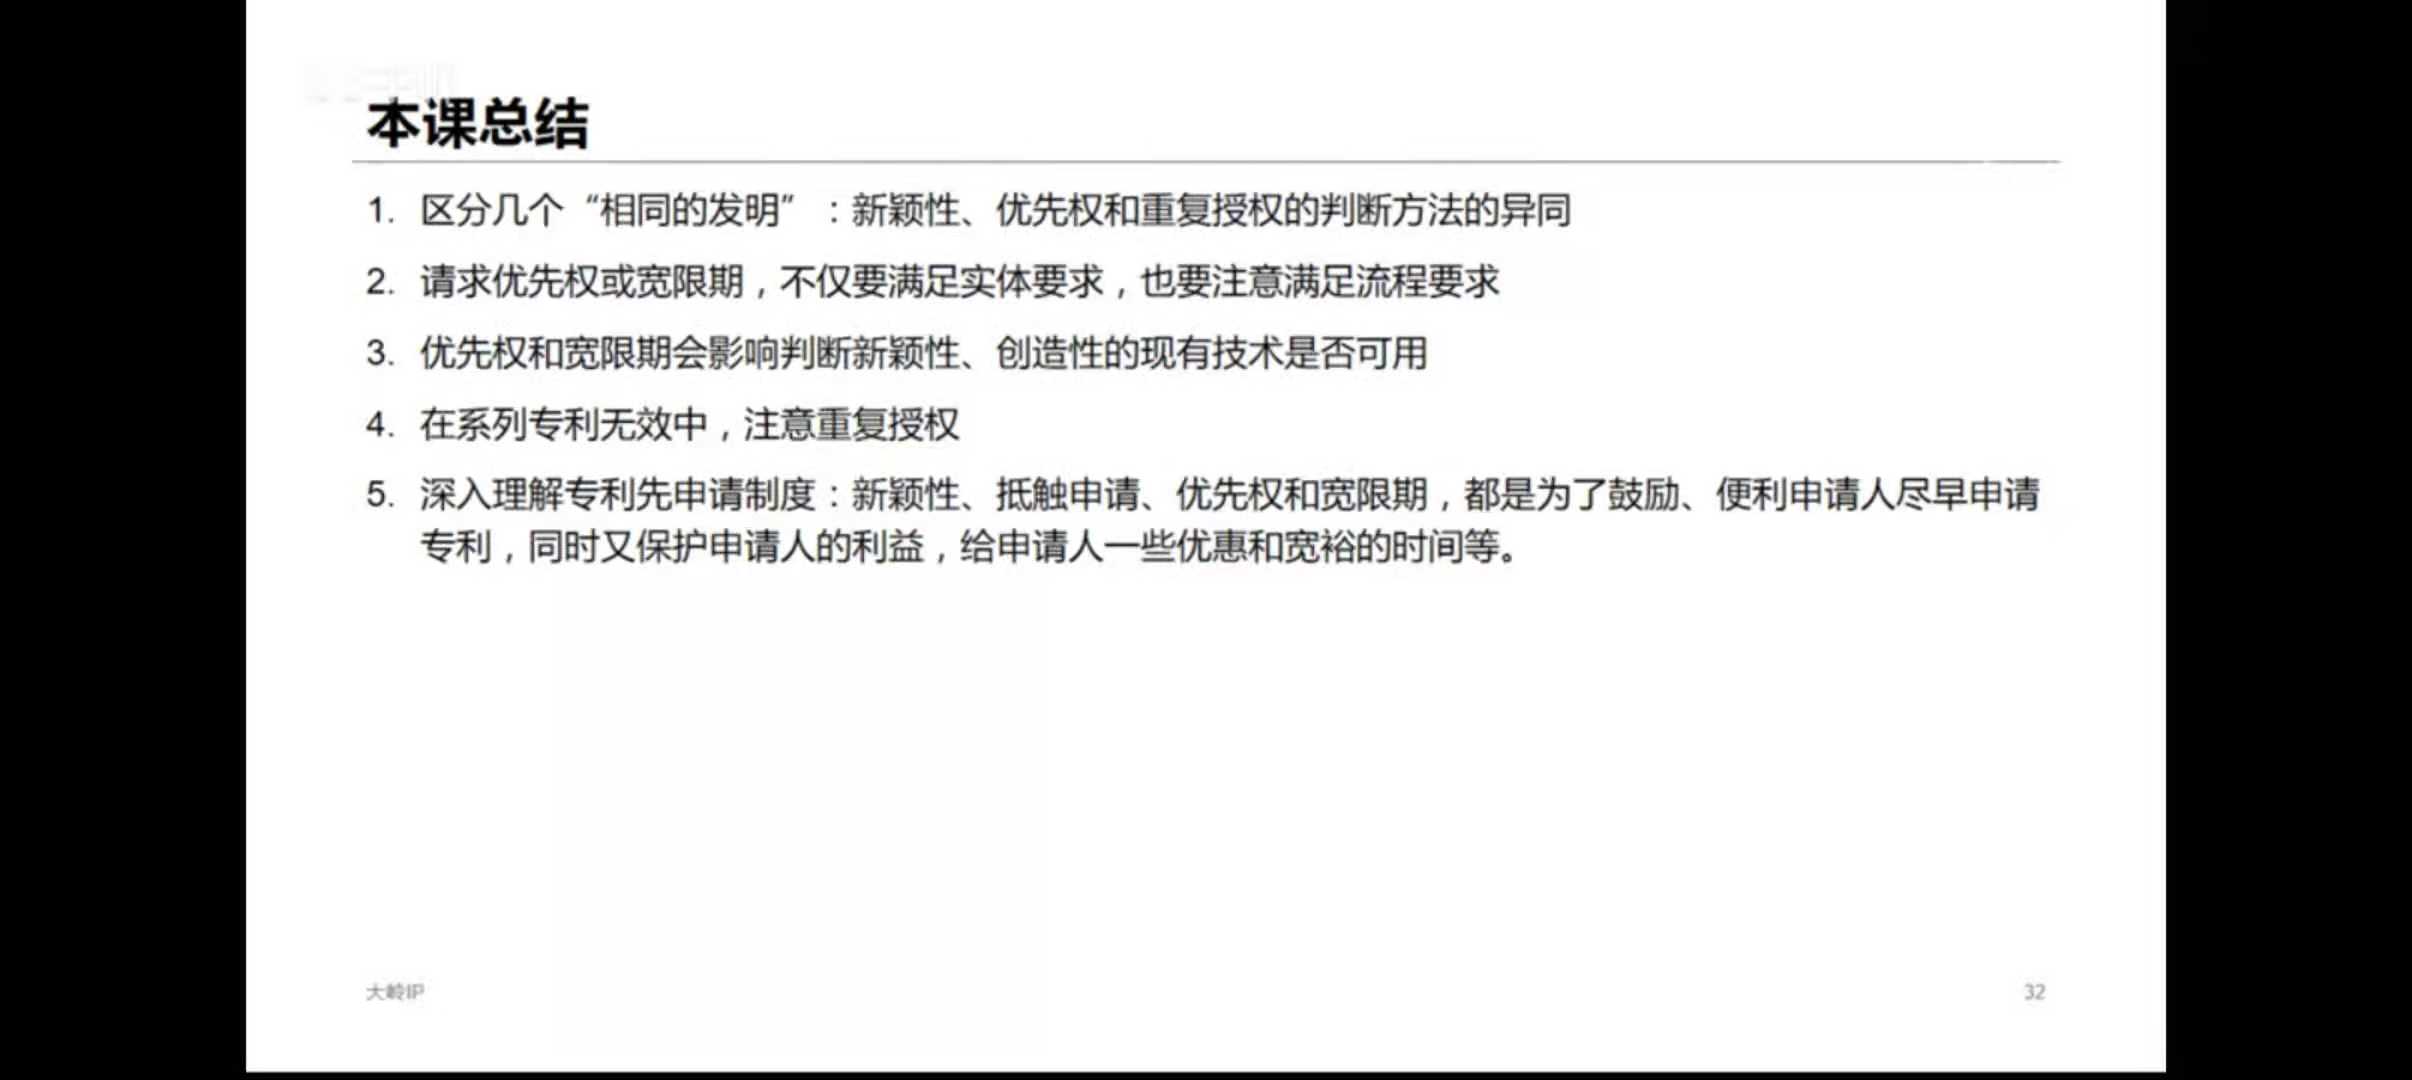 本课总结
1. 区分几个“相同的发明”：新颖性、优先权和重复授权的判断方法的异同
2. 请求优先权或宽限期，不仅要满足实体要求，也要注意满足流程要求
3. 优先权和宽限期会影响判断新颖性、创造性的现有技术是否可用
4. 在系列专利无效中，注意重复授权
5. 深入理解专利先申请制度：新颖性、抵触申请、优先权和宽限期，都是为了鼓励、便利申请人尽早申请
专利，同时又保护申请人的利益，给申请人一些优惠和宽裕的时间等。
大岭IP
32